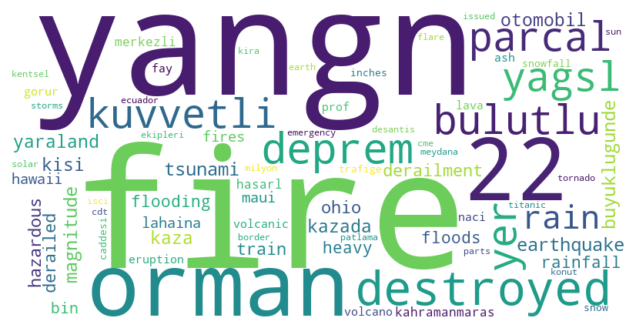 yangn
fire
orman
22
destroyed
deprem
kuvvetli
parcal
bulutlu
yagsl
rain
yer
otomobil
tsunami
yaraland
kisi
earthquake
rainfall
buyuklugunde
derailment
flooding
lahaina
ohio
kazada
floods
heavy
train
maui
hawaii
hazardous
derailed
magnitude
kaza
bin
kahramanmaras
merkezli
fay
gorur
fires
hasarl
volcanic
eruption
volcano
prof
ash
lava
naci
snow
snowfall
issued
sun
flare
earth
kira
inches
kentsel
storms
ecuador
ekipleri
emergency
desantis
cme
meydana
tornado
solar
milyon
trafige
isci
cdt
caddesi
border
patlama
titanic
parts
konut